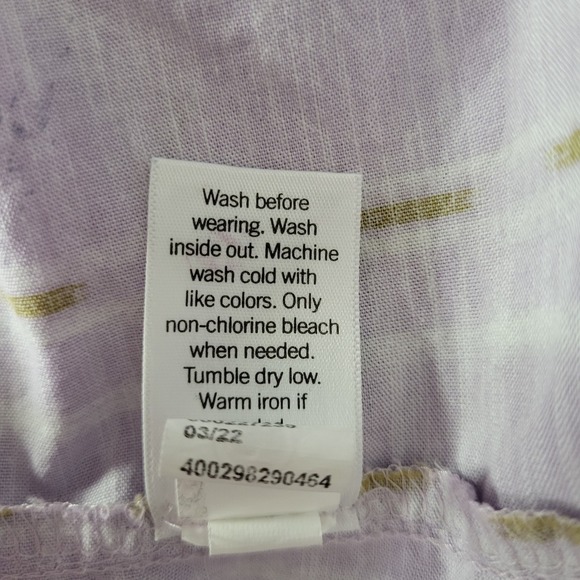 Wash before
wearing. Wash
inside out. Machine
wash cold with
like colors. Only
non-chlorine bleach
when needed.
Tumble dry low.
Warm iron if
03/22
400298290464